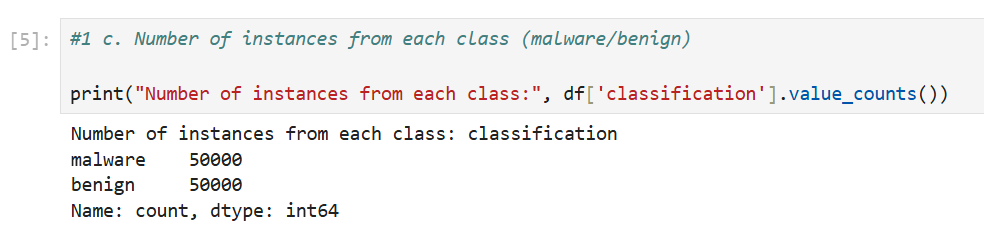 [5]: #1 c. Number of instances from each class (malware/benign)
print("Number of instances from each class:", df['classification'].value_counts())
Number of instances from each class: classification
malware    50000
benign     50000
Name: count, dtype: int64